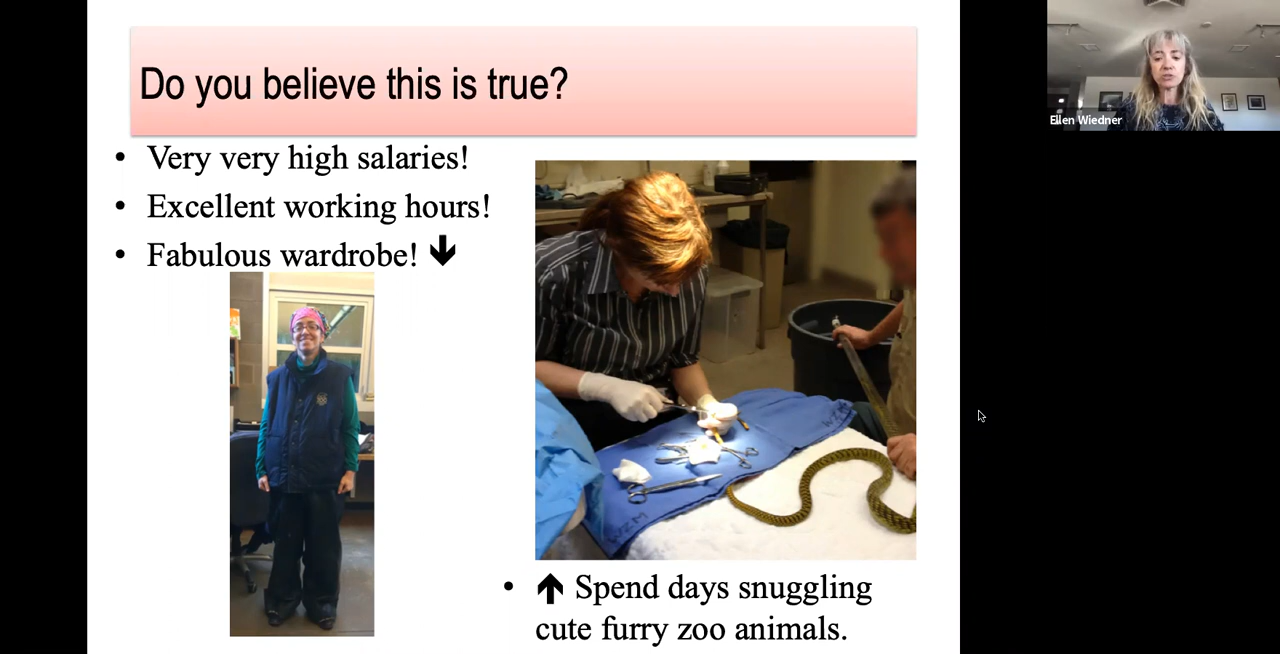 Do you believe this is true?
• Very very high salaries!
• Excellent working hours!
• Fabulous wardrobe! 🡇
• 🡅 Spend days snuggling
cute furry zoo animals.
Ellen Wiedner